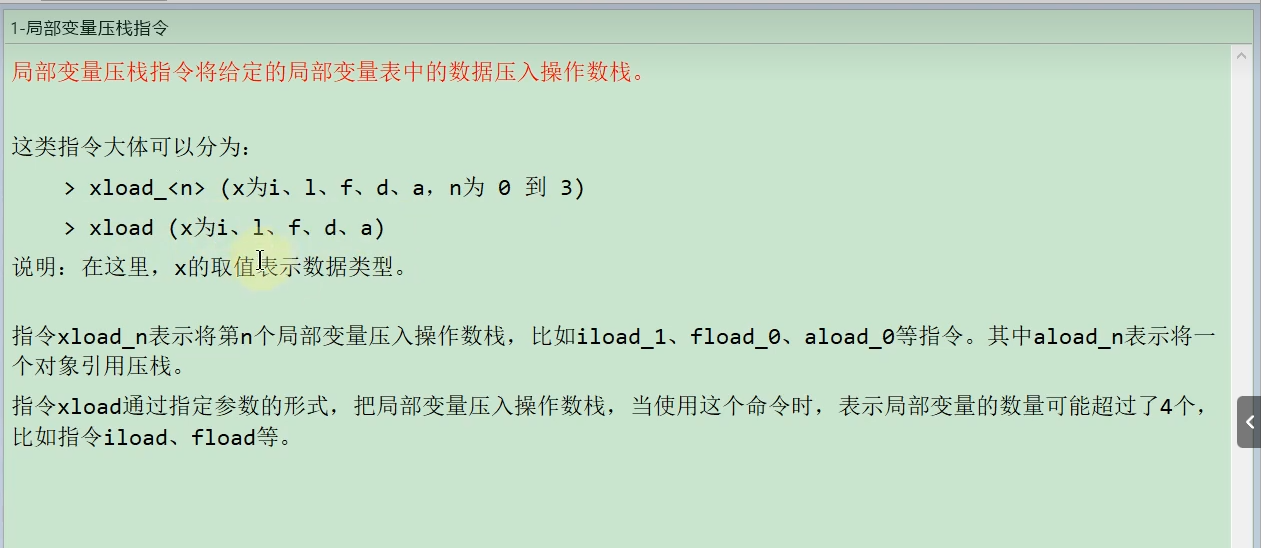 1-局部变量压栈指令
局部变量压栈指令将给定的局部变量表中的数据压入操作数栈。
这类指令大体可以分为:
> xload_<n> (x为i、l、f、d、a，n为 0 到 3)
> xload (x为i、l、f、d、a)
说明：在这里，x的取值表示数据类型。
指令xload_n表示将第n个局部变量压入操作数栈，比如iload_1、fload_0、aload_0等指令。其中aload_n表示将一
个对象引用压栈。
指令xload通过指定参数的形式，把局部变量压入操作数栈，当使用这个命令时，表示局部变量的数量可能超过了4个，
比如指令iload、fload等。